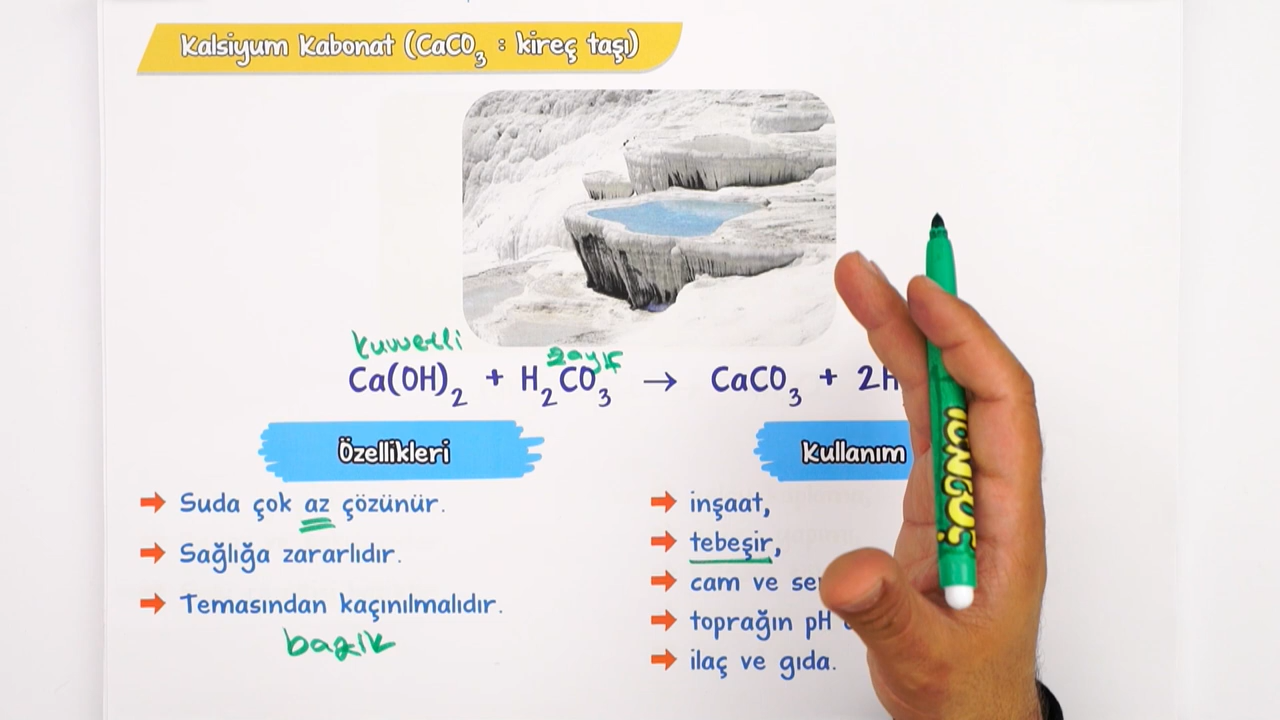 Kalsiyum Kabonat (CaCO₃ : kireç taşı)
kuvvetli
zayıf
Ca(OH)₂ + H₂CO₃ → CaCO₃ + 2H
Özellikleri
Suda çok az çözünür.
Sağlığa zararlıdır.
Temasından kaçınılmalıdır.
bazik
Kullanım
inşaat,
tebeşir,
cam ve se
toprağın pH
ilaç ve gıda.
TONGUÇ